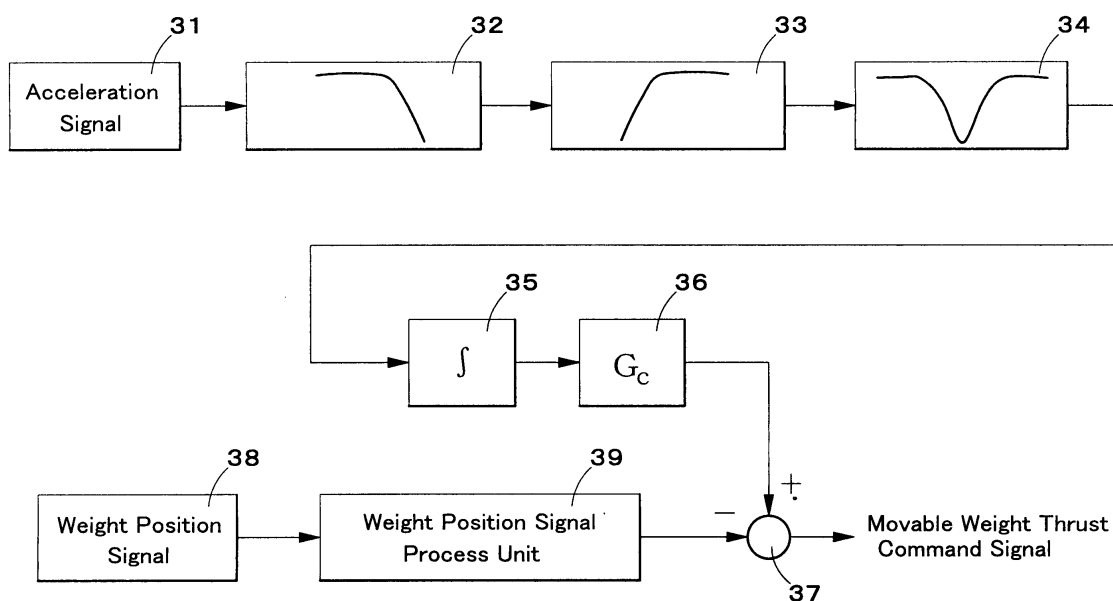 31
32
33
34
Acceleration
Signal
35
36
∫
G_C
38
39
+
−
Weight Position
Signal
Weight Position Signal
Process Unit
Movable Weight Thrust
Command Signal
37